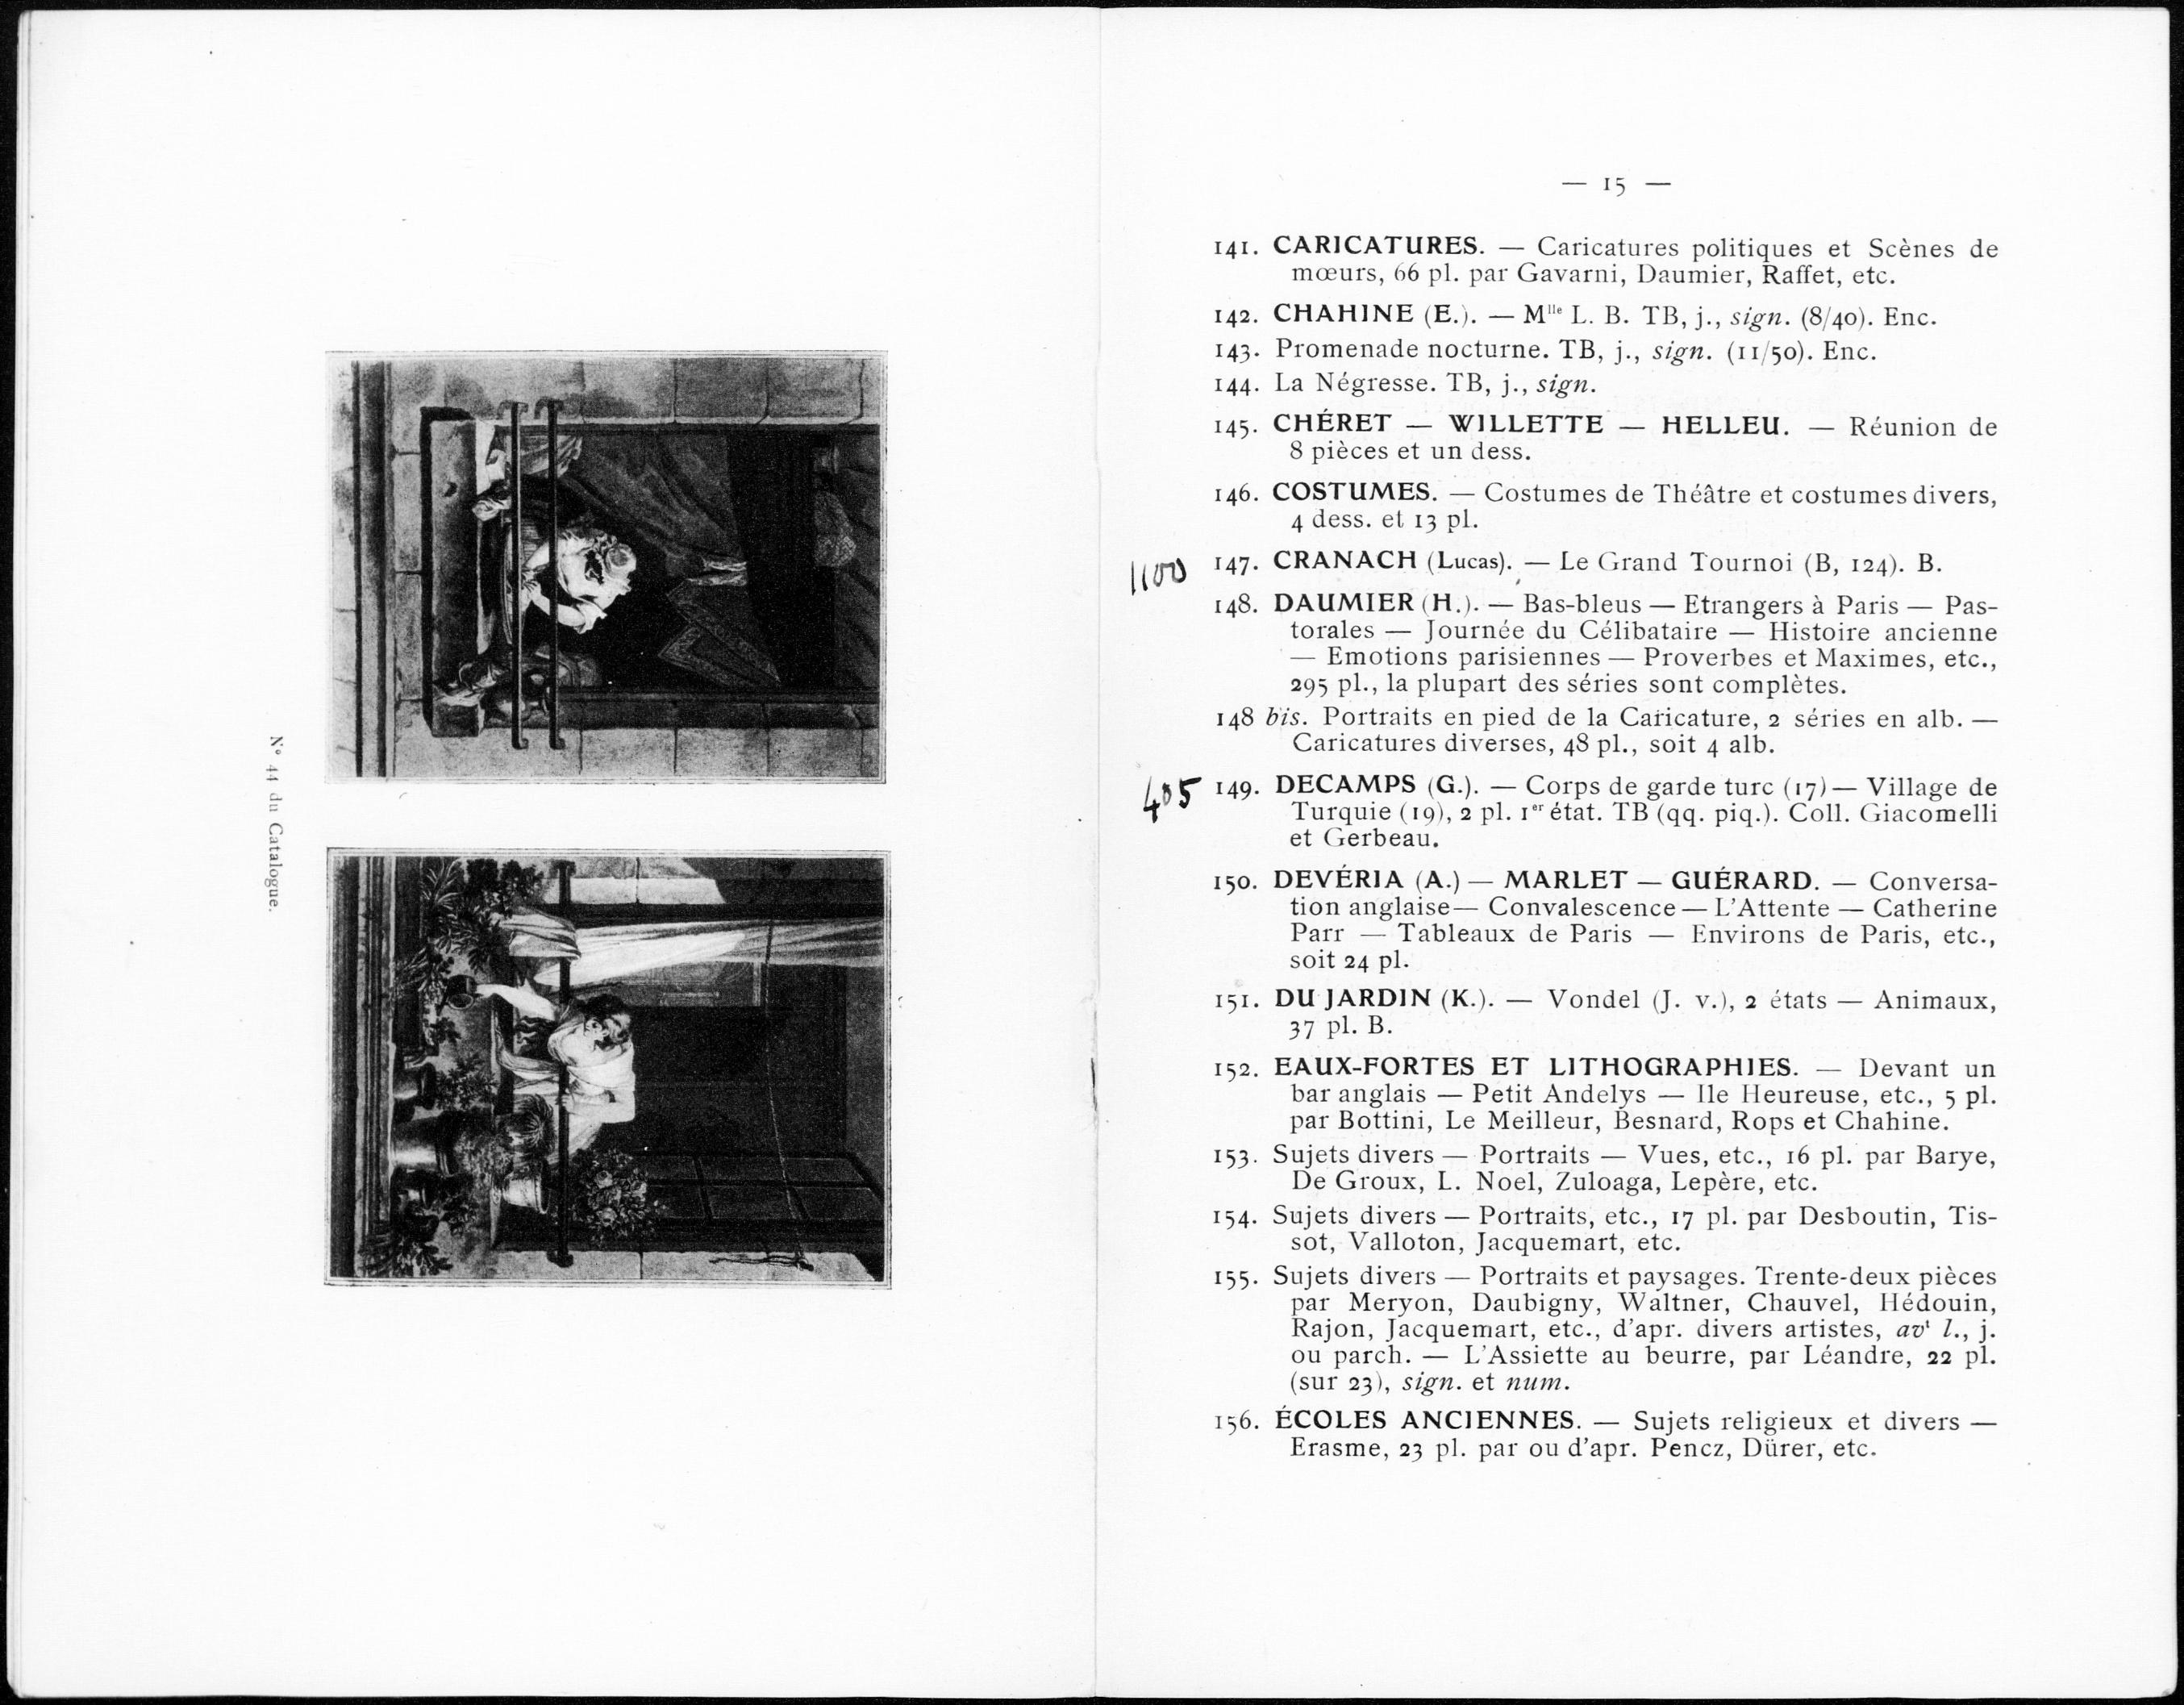 N° 44 du Catalogue.
— 15 —
141. CARICATURES. — Caricatures politiques et Scènes de
mœurs, 66 pl. par Gavarni, Daumier, Raffet, etc.
142. CHAHINE (E.). — Mlle L. B. TB, j., sign. (8/40). Enc.
143. Promenade nocturne. TB, j., sign. (11/50). Enc.
144. La Négresse. TB, j., sign.
145. CHÉRET — WILLETTE — HELLEU. — Réunion de
8 pièces et un dess.
146. COSTUMES. — Costumes de Théâtre et costumes divers,
4 dess. et 13 pl.
1100 147. CRANACH (Lucas). — Le Grand Tournoi (B, 124). B.
148. DAUMIER (H.). — Bas-bleus — Etrangers à Paris — Pas-
torales — Journée du Célibataire — Histoire ancienne
— Emotions parisiennes — Proverbes et Maximes, etc.,
295 pl., la plupart des séries sont complètes.
148 bis. Portraits en pied de la Caricature, 2 séries en alb. —
Caricatures diverses, 48 pl., soit 4 alb.
405 149. DECAMPS (G.). — Corps de garde turc (17) — Village de
Turquie (19), 2 pl. 1er état. TB (qq. piq.). Coll. Giacomelli
et Gerbeau.
150. DEVÉRIA (A.) — MARLET — GUÉRARD. — Conversa-
tion anglaise — Convalescence — L'Attente — Catherine
Parr — Tableaux de Paris — Environs de Paris, etc.,
soit 24 pl.
151. DU JARDIN (K.). — Vondel (J. v.), 2 états — Animaux,
37 pl. B.
152. EAUX-FORTES ET LITHOGRAPHIES. — Devant un
bar anglais — Petit Andelys — Ile Heureuse, etc., 5 pl.
par Bottini, Le Meilleur, Besnard, Rops et Chahine.
153. Sujets divers — Portraits — Vues, etc., 16 pl. par Barye,
De Groux, L. Noel, Zuloaga, Lepère, etc.
154. Sujets divers — Portraits, etc., 17 pl. par Desboutin, Tis-
sot, Valloton, Jacquemart, etc.
155. Sujets divers — Portraits et paysages. Trente-deux pièces
par Meryon, Daubigny, Waltner, Chauvel, Hédouin,
Rajon, Jacquemart, etc., d'apr. divers artistes, avt l., j.
ou parch. — L'Assiette au beurre, par Léandre, 22 pl.
(sur 23), sign. et num.
156. ÉCOLES ANCIENNES. — Sujets religieux et divers —
Erasme, 23 pl. par ou d'apr. Pencz, Dürer, etc.